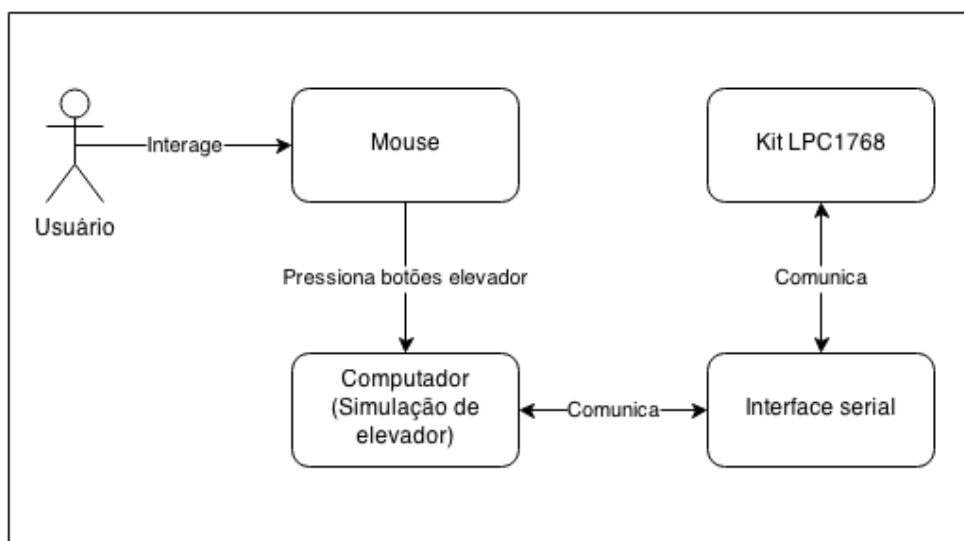 Interage
Mouse
Kit LPC1768
Usuário
Pressiona botões elevador
Comunica
Computador
(Simulação de
elevador)
Comunica
Interface serial